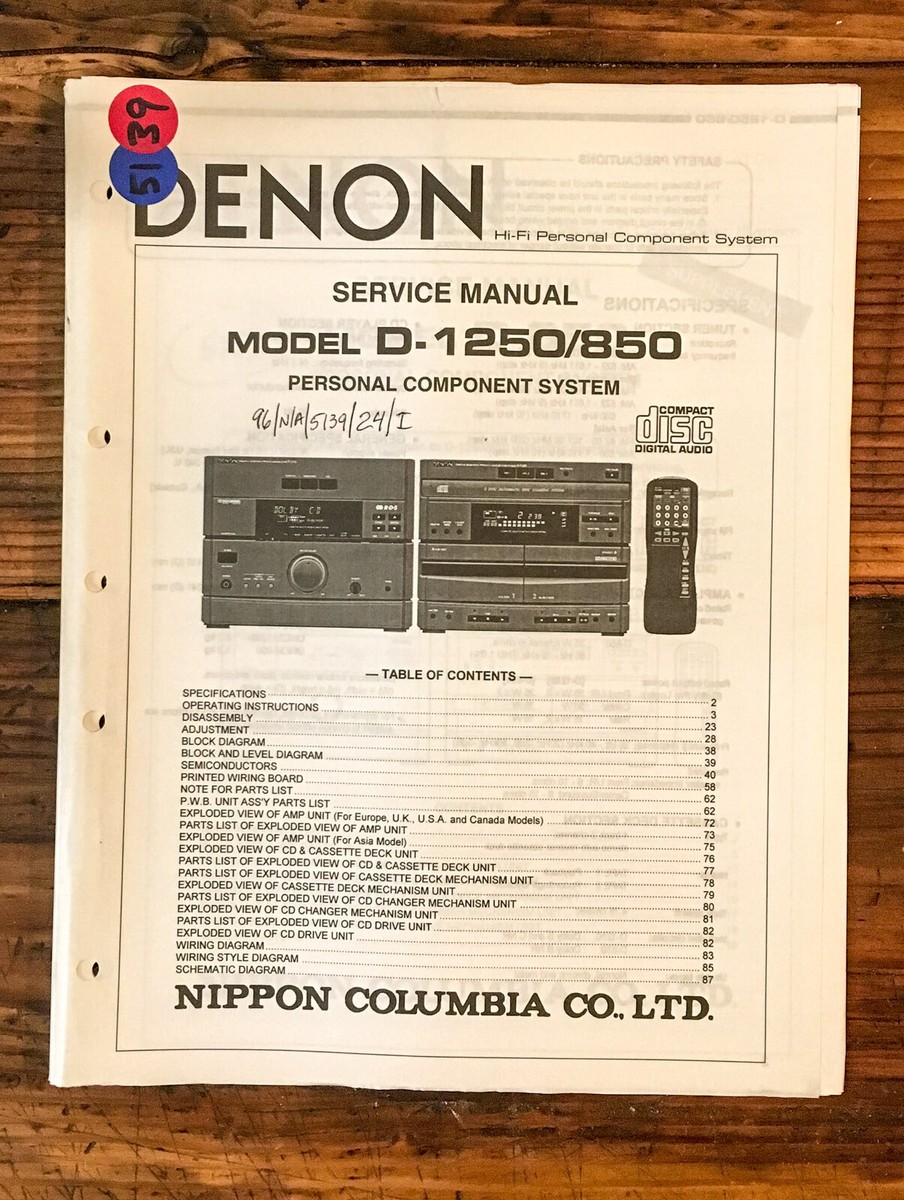 39
51
DENON
Hi-Fi Personal Component System
SERVICE MANUAL
MODEL D-1250/850
PERSONAL COMPONENT SYSTEM
96/N/A/5139/24/I
COMPACT
disc
DIGITAL AUDIO
DENON
DOLBY CD
— TABLE OF CONTENTS —
SPECIFICATIONS 2
OPERATING INSTRUCTIONS 3
DISASSEMBLY 23
ADJUSTMENT 28
BLOCK DIAGRAM 38
BLOCK AND LEVEL DIAGRAM 39
SEMICONDUCTORS 40
PRINTED WIRING BOARD 58
NOTE FOR PARTS LIST 62
P.W.B. UNIT ASS'Y PARTS LIST 62
EXPLODED VIEW OF AMP UNIT (For Europe, U.K., U.S.A. and Canada Models) 72
PARTS LIST OF EXPLODED VIEW OF AMP UNIT 73
EXPLODED VIEW OF AMP UNIT (For Asia Model) 75
EXPLODED VIEW OF CD & CASSETTE DECK UNIT 76
PARTS LIST OF EXPLODED VIEW OF CD & CASSETTE DECK UNIT 77
PARTS LIST OF EXPLODED VIEW OF CASSETTE DECK MECHANISM UNIT 78
EXPLODED VIEW OF CASSETTE DECK MECHANISM UNIT 79
PARTS LIST OF EXPLODED VIEW OF CD CHANGER MECHANISM UNIT 80
EXPLODED VIEW OF CD CHANGER MECHANISM UNIT 81
PARTS LIST OF EXPLODED VIEW OF CD DRIVE UNIT 82
EXPLODED VIEW OF CD DRIVE UNIT 82
WIRING DIAGRAM 83
WIRING STYLE DIAGRAM 85
SCHEMATIC DIAGRAM 87
NIPPON COLUMBIA CO., LTD.